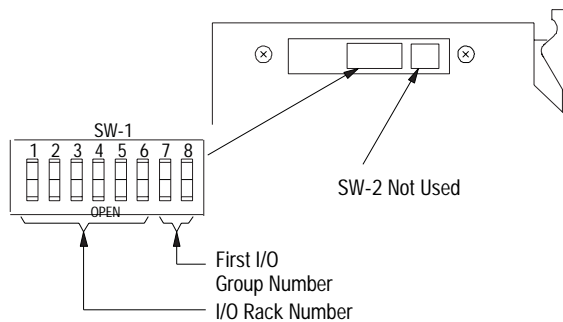 SW-1
1 2 3 4 5 6 7 8
OPEN
SW-2 Not Used
First I/O
Group Number
I/O Rack Number